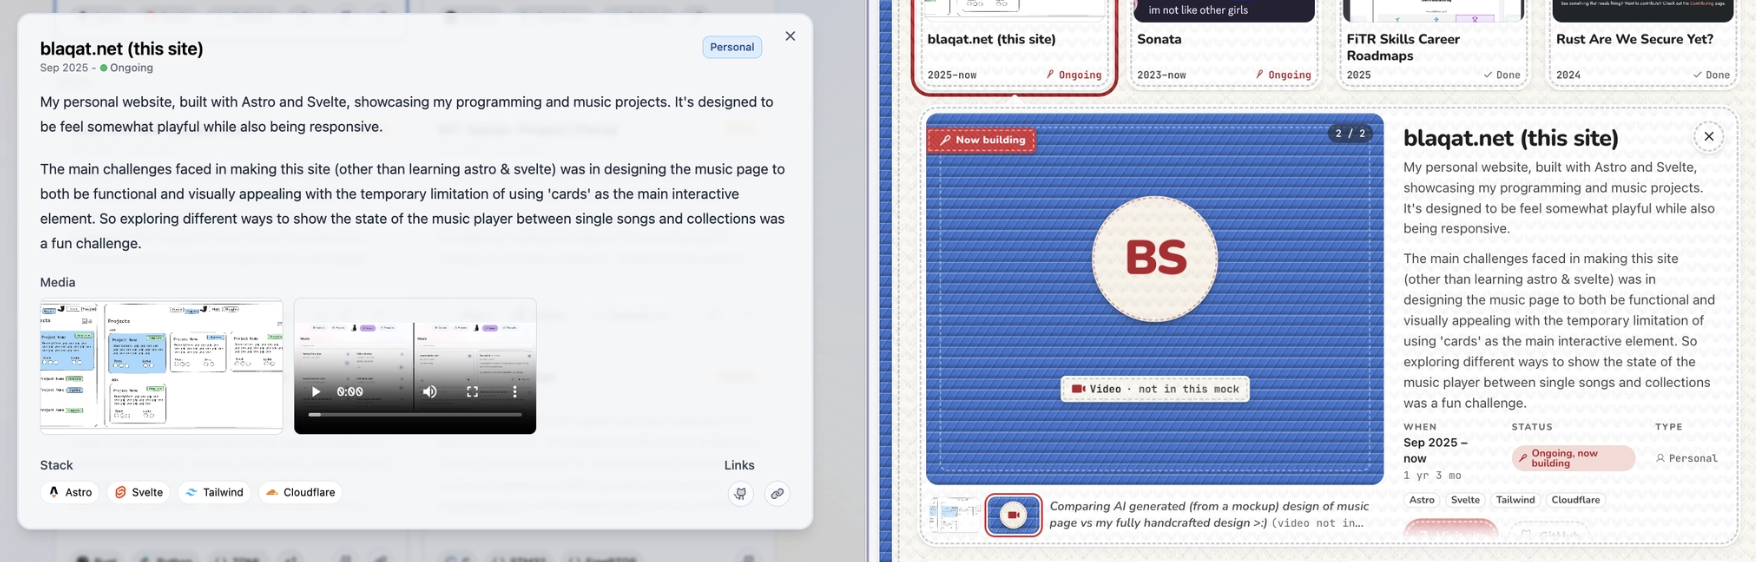 blaqat.net (this site)
Personal
Sep 2025 - Ongoing
My personal website, built with Astro and Svelte, showcasing my programming and music projects. It's designed to
be feel somewhat playful while also being responsive.
The main challenges faced in making this site (other than learning astro & svelte) was in designing the music page to
both be functional and visually appealing with the temporary limitation of using 'cards' as the main interactive
element. So exploring different ways to show the state of the music player between single songs and collections was
a fun challenge.
Media
Projects
0:00
Stack
Links
Astro
Svelte
Tailwind
Cloudflare
im not like other girls
blaqat.net (this site)
2025-now
Ongoing
Sonata
2023-now
Ongoing
FiTR Skills Career
Roadmaps
2025
Done
Rust Are We Secure Yet?
2024
Done
Now building
2 / 2
BS
Video · not in this mock
Comparing AI generated (from a mockup) design of music
page vs my fully handcrafted design >:) (video not in…
blaqat.net (this site)
My personal website, built with Astro and Svelte,
showcasing my programming and music projects.
It's designed to be feel somewhat playful while also
being responsive.
The main challenges faced in making this site
(other than learning astro & svelte) was in
designing the music page to both be functional and
visually appealing with the temporary limitation of
using 'cards' as the main interactive element. So
exploring different ways to show the state of the
music player between single songs and collections
was a fun challenge.
WHEN
Sep 2025 –
now
1 yr 3 mo
STATUS
Ongoing, now
building
TYPE
Personal
Astro
Svelte
Tailwind
Cloudflare
GitHub